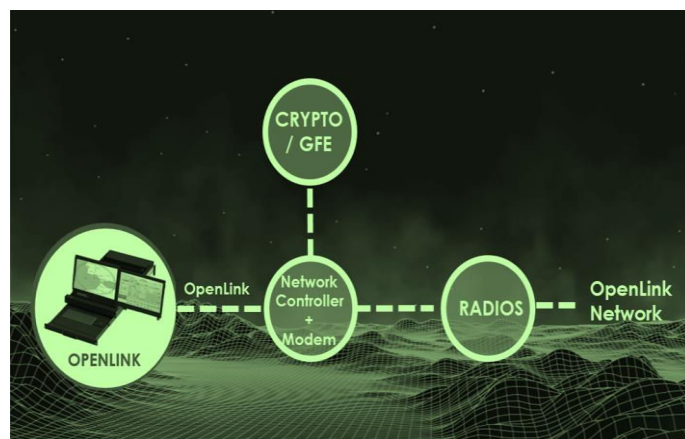 CRYPTO
/ GFE
OpenLink
Network
Controller
+
Modem
RADIOS
OpenLink
Network
OPENLINK